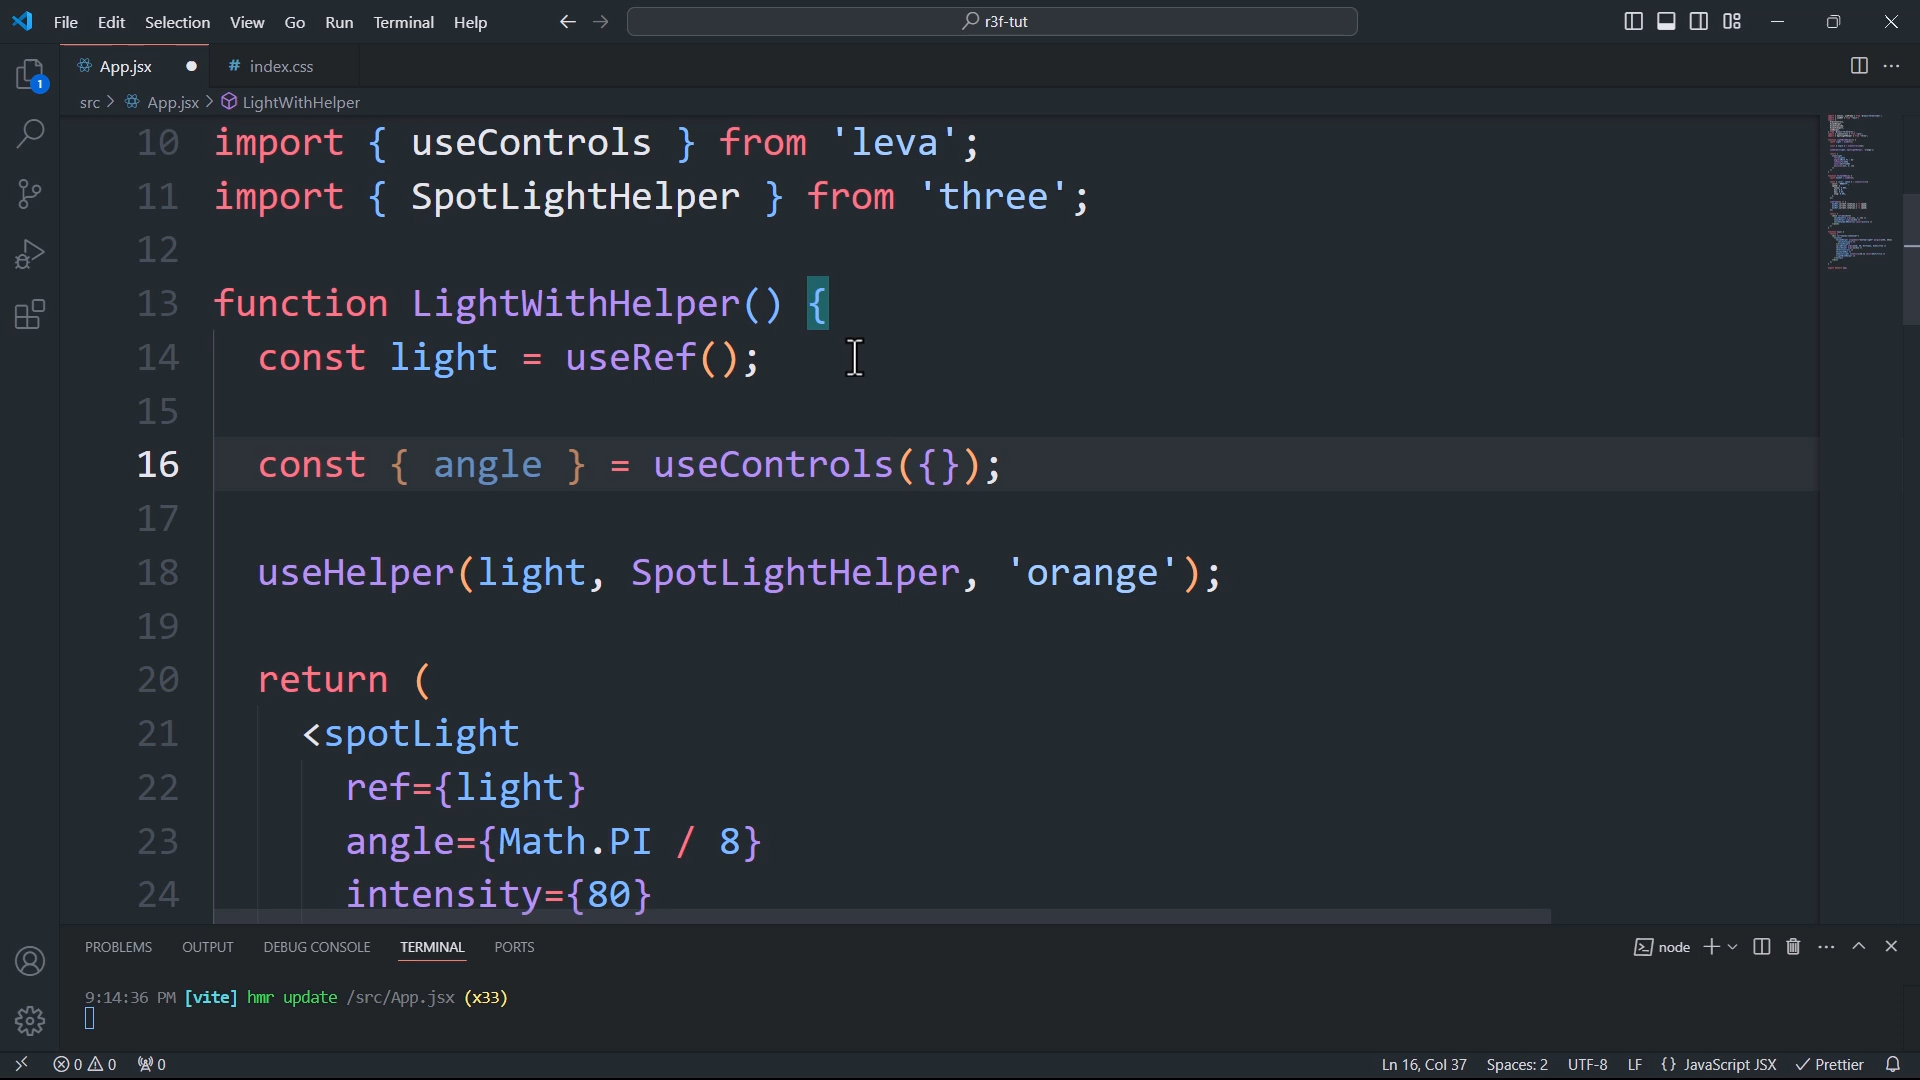 File Edit Selection View Go Run Terminal Help
r3f-tut
App.jsx
# index.css
1
src > App.jsx > LightWithHelper
10 import { useControls } from 'leva';
11 import { SpotLightHelper } from 'three';
12
13 function LightWithHelper() {
14 const light = useRef();
15
16 const { angle } = useControls({});
17
18 useHelper(light, SpotLightHelper, 'orange');
19
20 return (
21 <spotLight
22 ref={light}
23 angle={Math.PI / 8}
24 intensity={80}
PROBLEMS OUTPUT DEBUG CONSOLE TERMINAL PORTS
node
9:14:36 PM [vite] hmr update /src/App.jsx (x33)
0 0 0
Ln 16, Col 37 Spaces: 2 UTF-8 LF {} JavaScript JSX Prettier